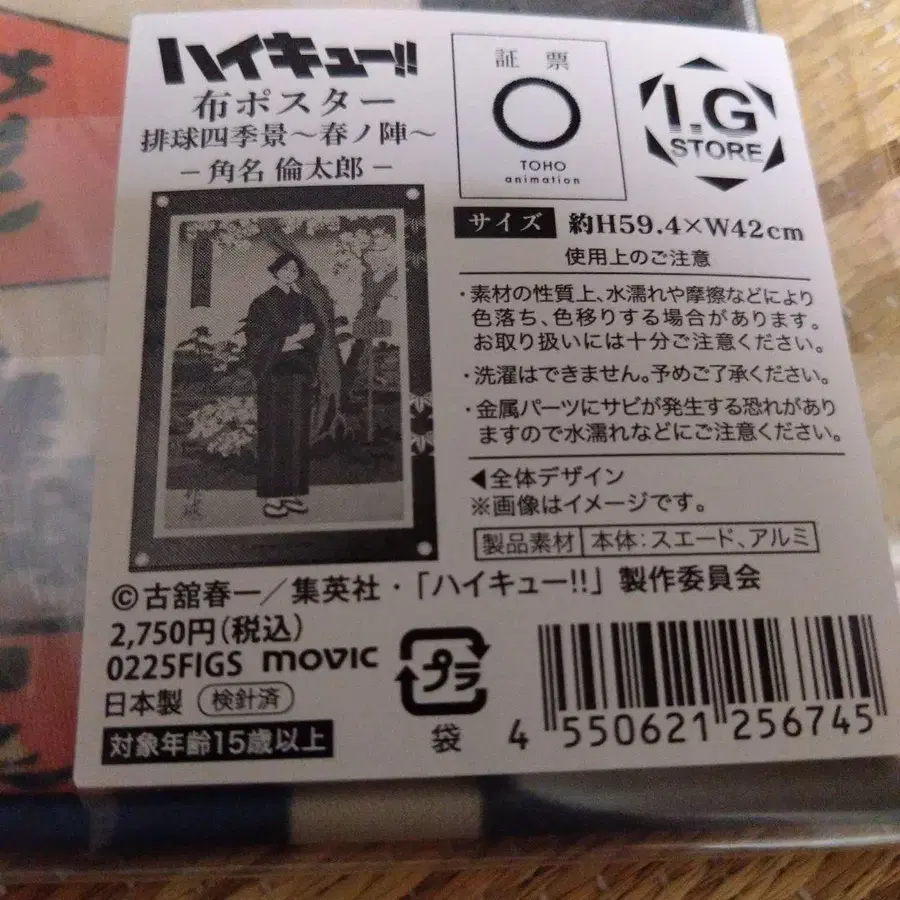 ハイキュー!!
布ポスター
排球四季景～春ノ陣～
－角名 倫太郎－
証票
TOHO
animation
I.G
STORE
サイズ 約H59.4×W42cm
使用上のご注意
・素材の性質上、水濡れや摩擦などにより
色落ち、色移りする場合があります。
お取り扱いには十分ご注意ください。
・洗濯はできません。予めご了承ください。
・金属パーツにサビが発生する恐れがあり
ますので水濡れなどにご注意ください。
◀全体デザイン
※画像はイメージです。
製品素材 本体：スエード、アルミ
©古舘春一／集英社・「ハイキュー!!」製作委員会
2,750円(税込)
0225FIGS movic
日本製 検針済
対象年齢15歳以上
プラ
袋
4 550621 256745